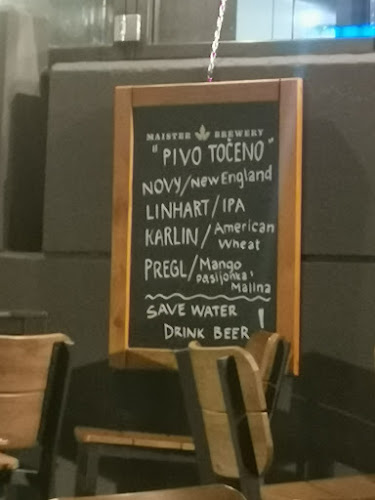 MAISTER BREWERY
"PIVO TOČENO"
NOVY/New England
LINHART/IPA
KARLIN/American
Wheat
PREGL/Mango
pasijonka,
Malina
SAVE WATER
DRINK BEER!